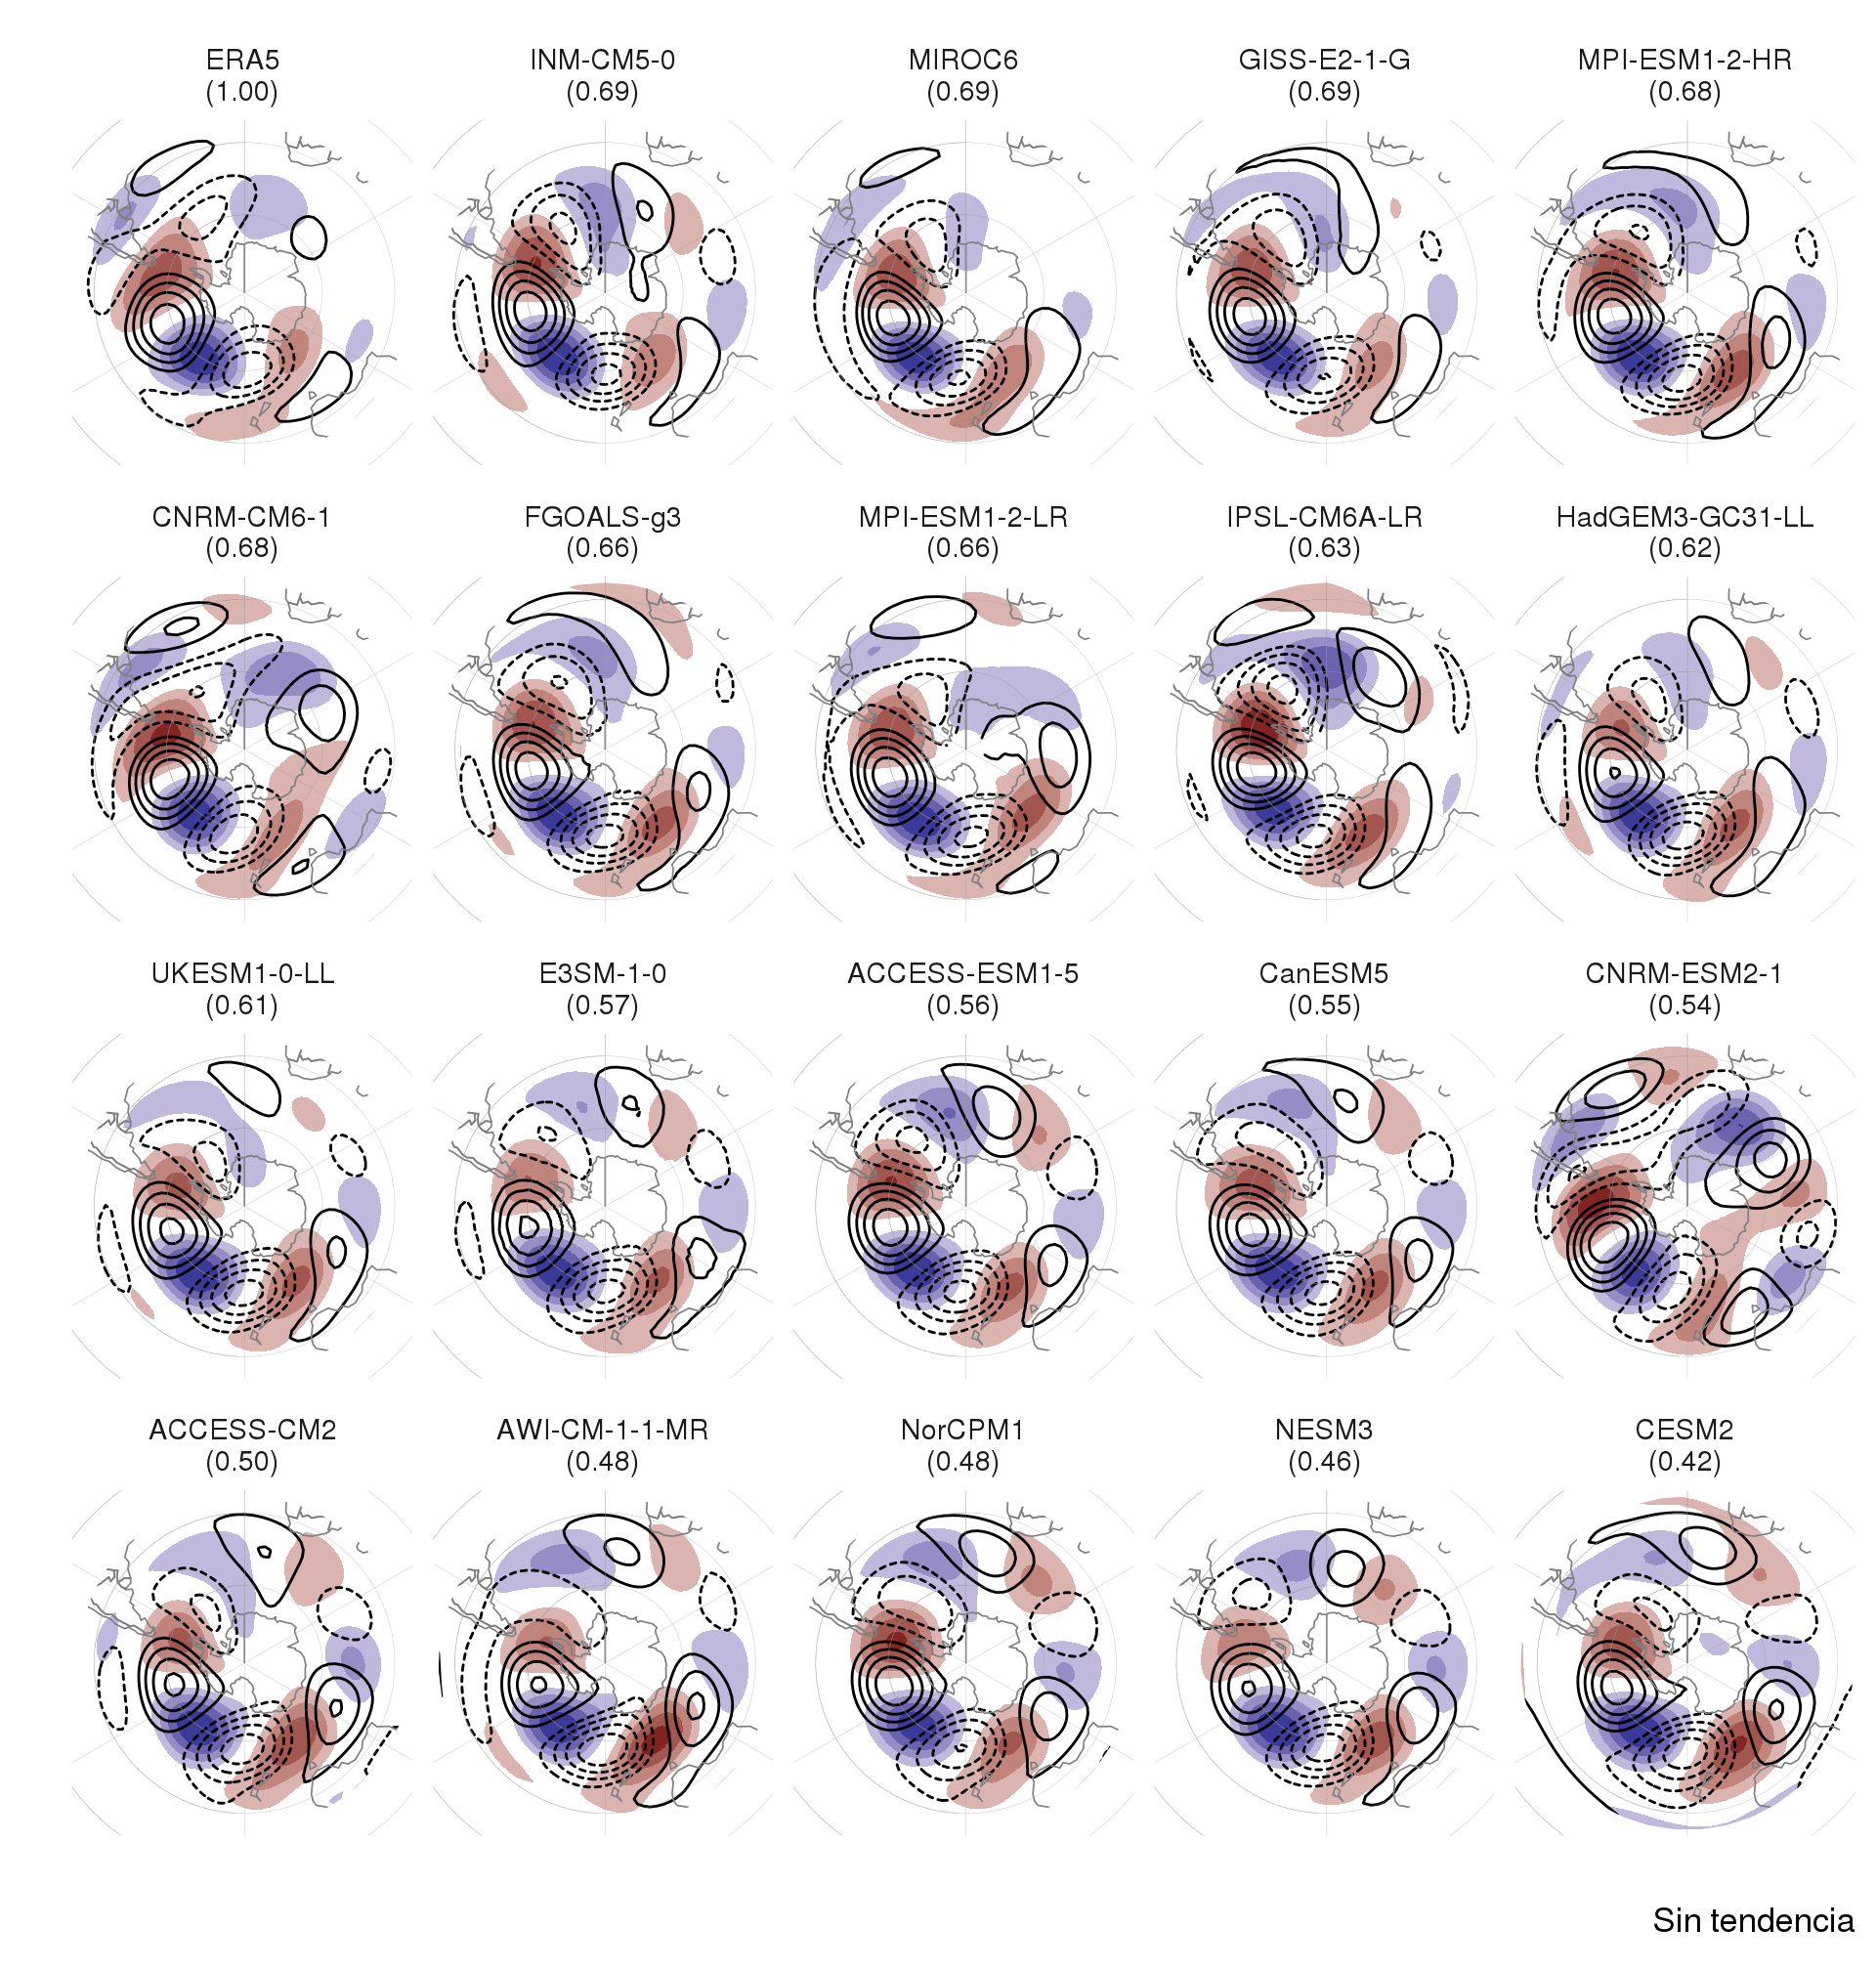 ERA5
(1.00)
INM-CM5-0
(0.69)
MIROC6
(0.69)
GISS-E2-1-G
(0.69)
MPI-ESM1-2-HR
(0.68)
CNRM-CM6-1
(0.68)
FGOALS-g3
(0.66)
MPI-ESM1-2-LR
(0.66)
IPSL-CM6A-LR
(0.63)
HadGEM3-GC31-LL
(0.62)
UKESM1-0-LL
(0.61)
E3SM-1-0
(0.57)
ACCESS-ESM1-5
(0.56)
CanESM5
(0.55)
CNRM-ESM2-1
(0.54)
ACCESS-CM2
(0.50)
AWI-CM-1-1-MR
(0.48)
NorCPM1
(0.48)
NESM3
(0.46)
CESM2
(0.42)
Sin tendencia